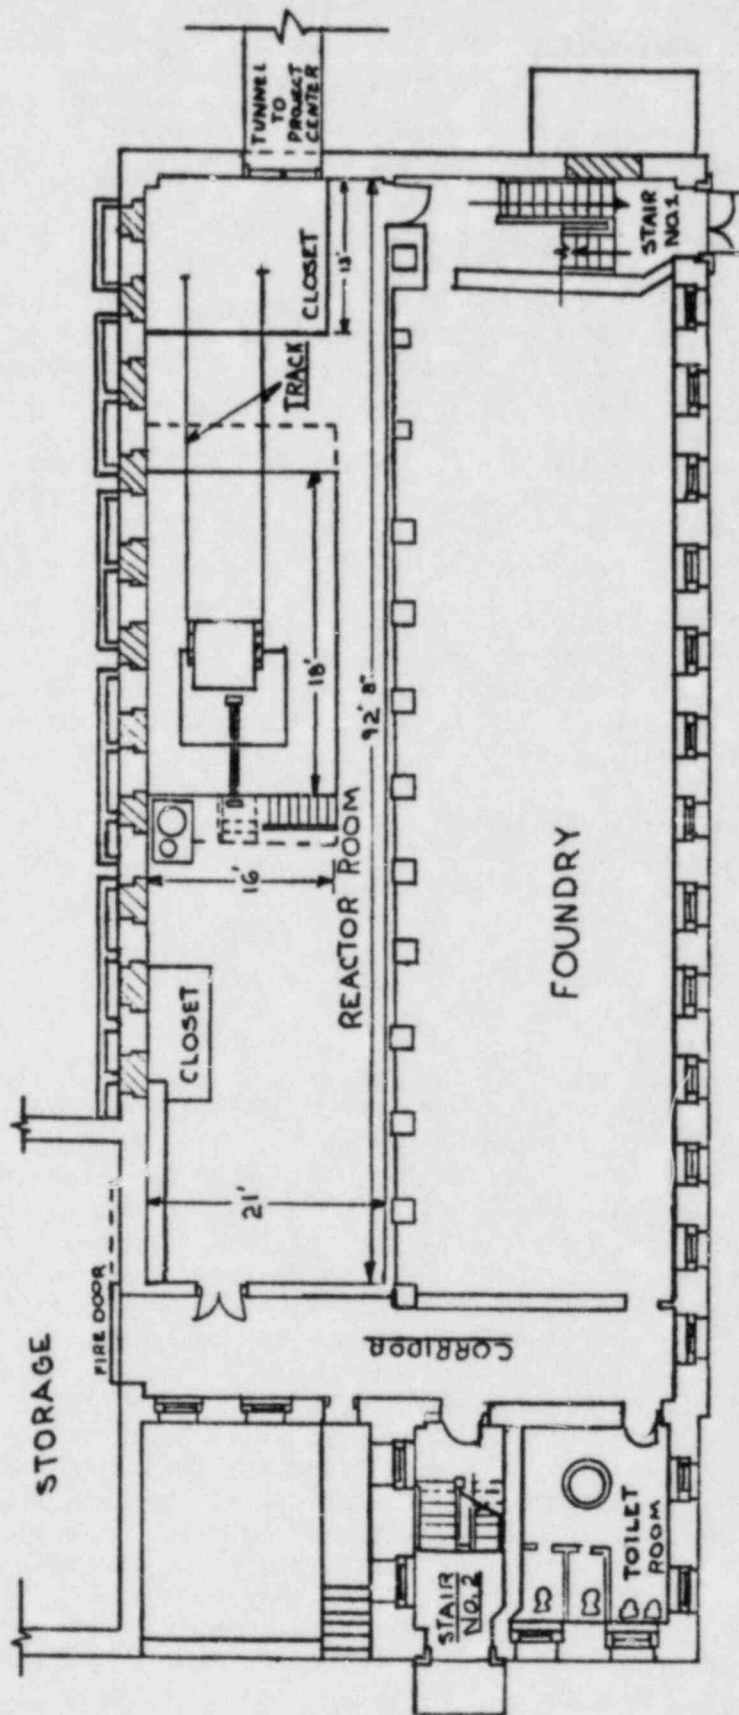 TUNNEL
TO
PROJECT
CENTER
CLOSET
13'
STAIR
NO.1
TRACK
18'
92' 8"
16'
REACTOR ROOM
FOUNDRY
CLOSET
21'
FIRE DOOR
STORAGE
CORRIDOR
STAIR
NO.2
TOILET
ROOM